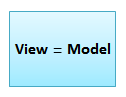 View = Model